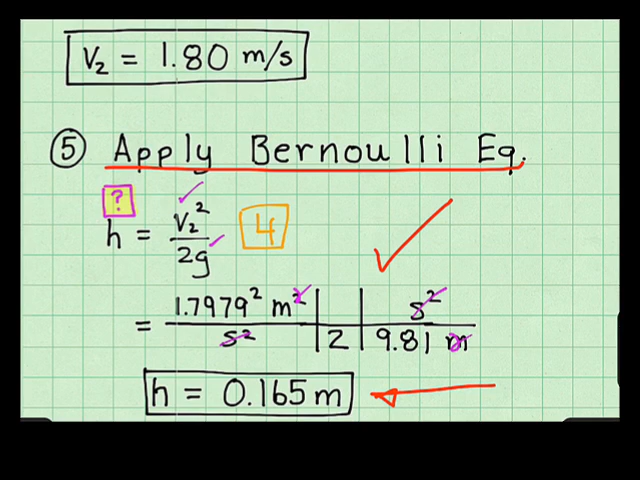 V₂ = 1.80 m/s
⑤ Apply Bernoulli Eq.
?
h = V₂² / 2g 4
= 1.7979² m² / s² | / 2 | s² / 9.81 m
h = 0.165 m